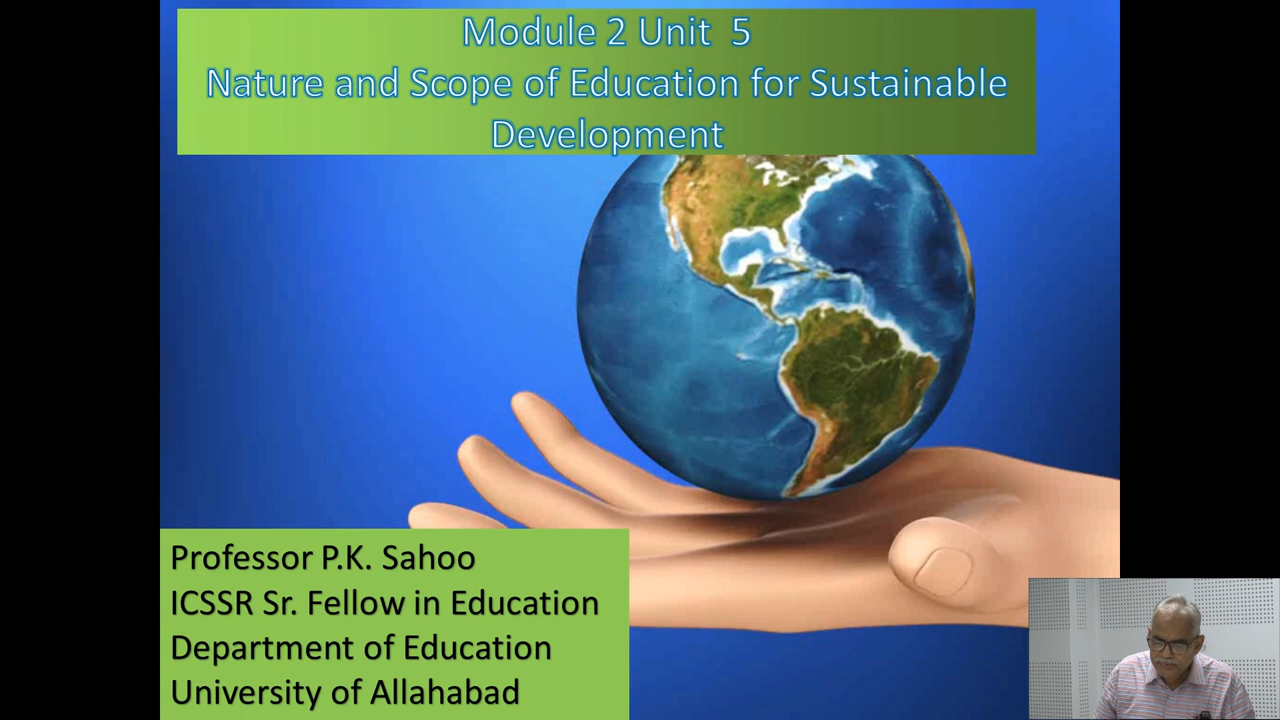 Module 2 Unit 5
Nature and Scope of Education for Sustainable
Development
Professor P.K. Sahoo
ICSSR Sr. Fellow in Education
Department of Education
University of Allahabad